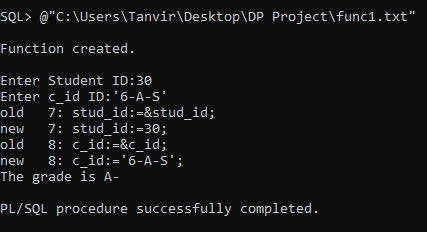 SQL> @"C:\Users\Tanvir\Desktop\DP Project\func1.txt"
Function created.
Enter Student ID:30
Enter c_id ID:'6-A-S'
old   7: stud_id:=&stud_id;
new   7: stud_id:=30;
old   8: c_id:=&c_id;
new   8: c_id:='6-A-S';
The grade is A-
PL/SQL procedure successfully completed.